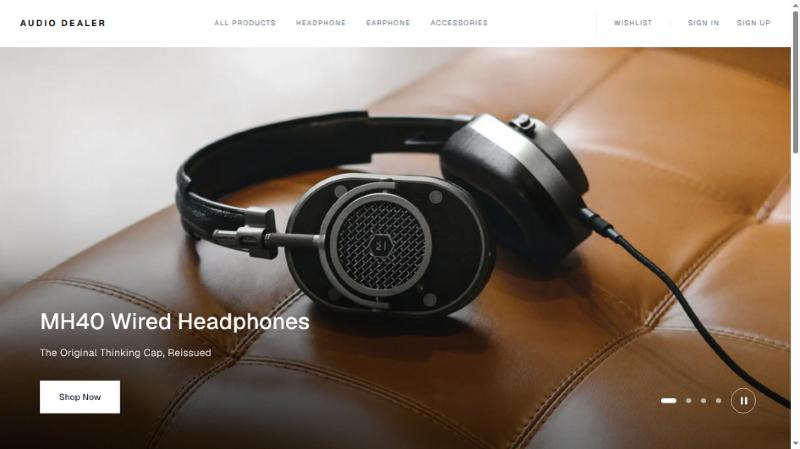 AUDIO DEALER
ALL PRODUCTS HEADPHONE EARPHONE ACCESSORIES WISHLIST SIGN IN SIGN UP
MH40 Wired Headphones
The Original Thinking Cap, Reissued
Shop Now